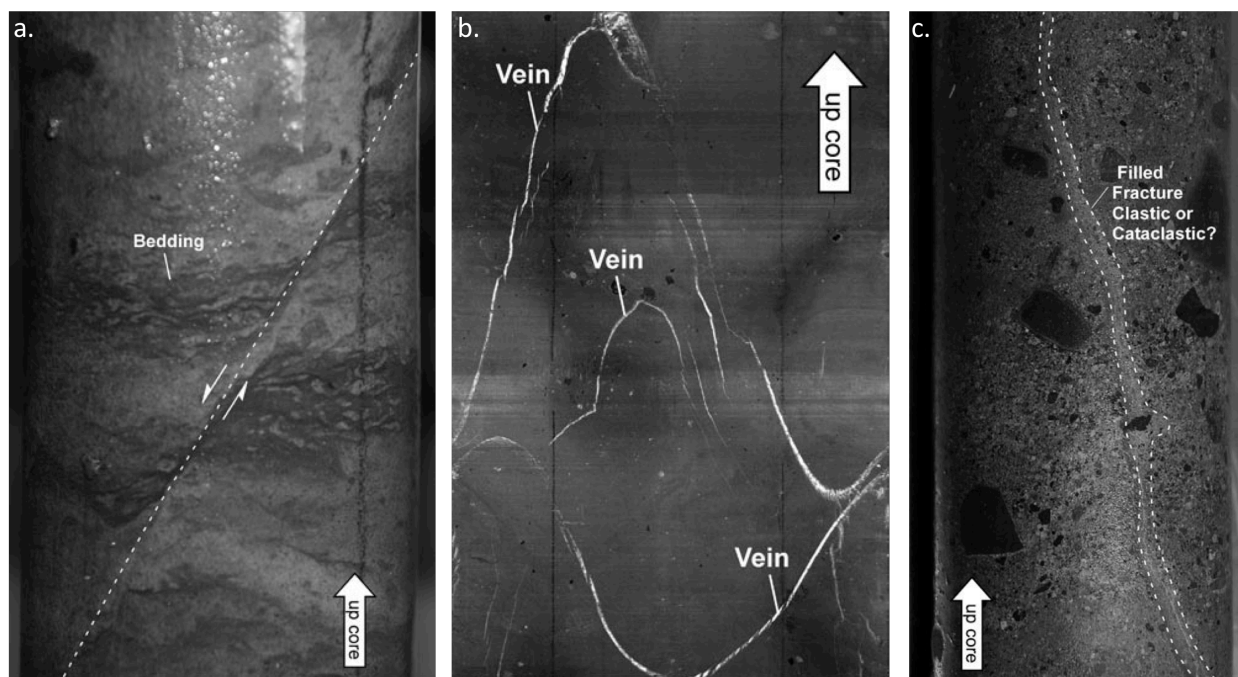 a.
Bedding
up core
b.
Vein
Vein
Vein
up core
c.
Filled
Fracture
Clastic or
Cataclastic?
up core